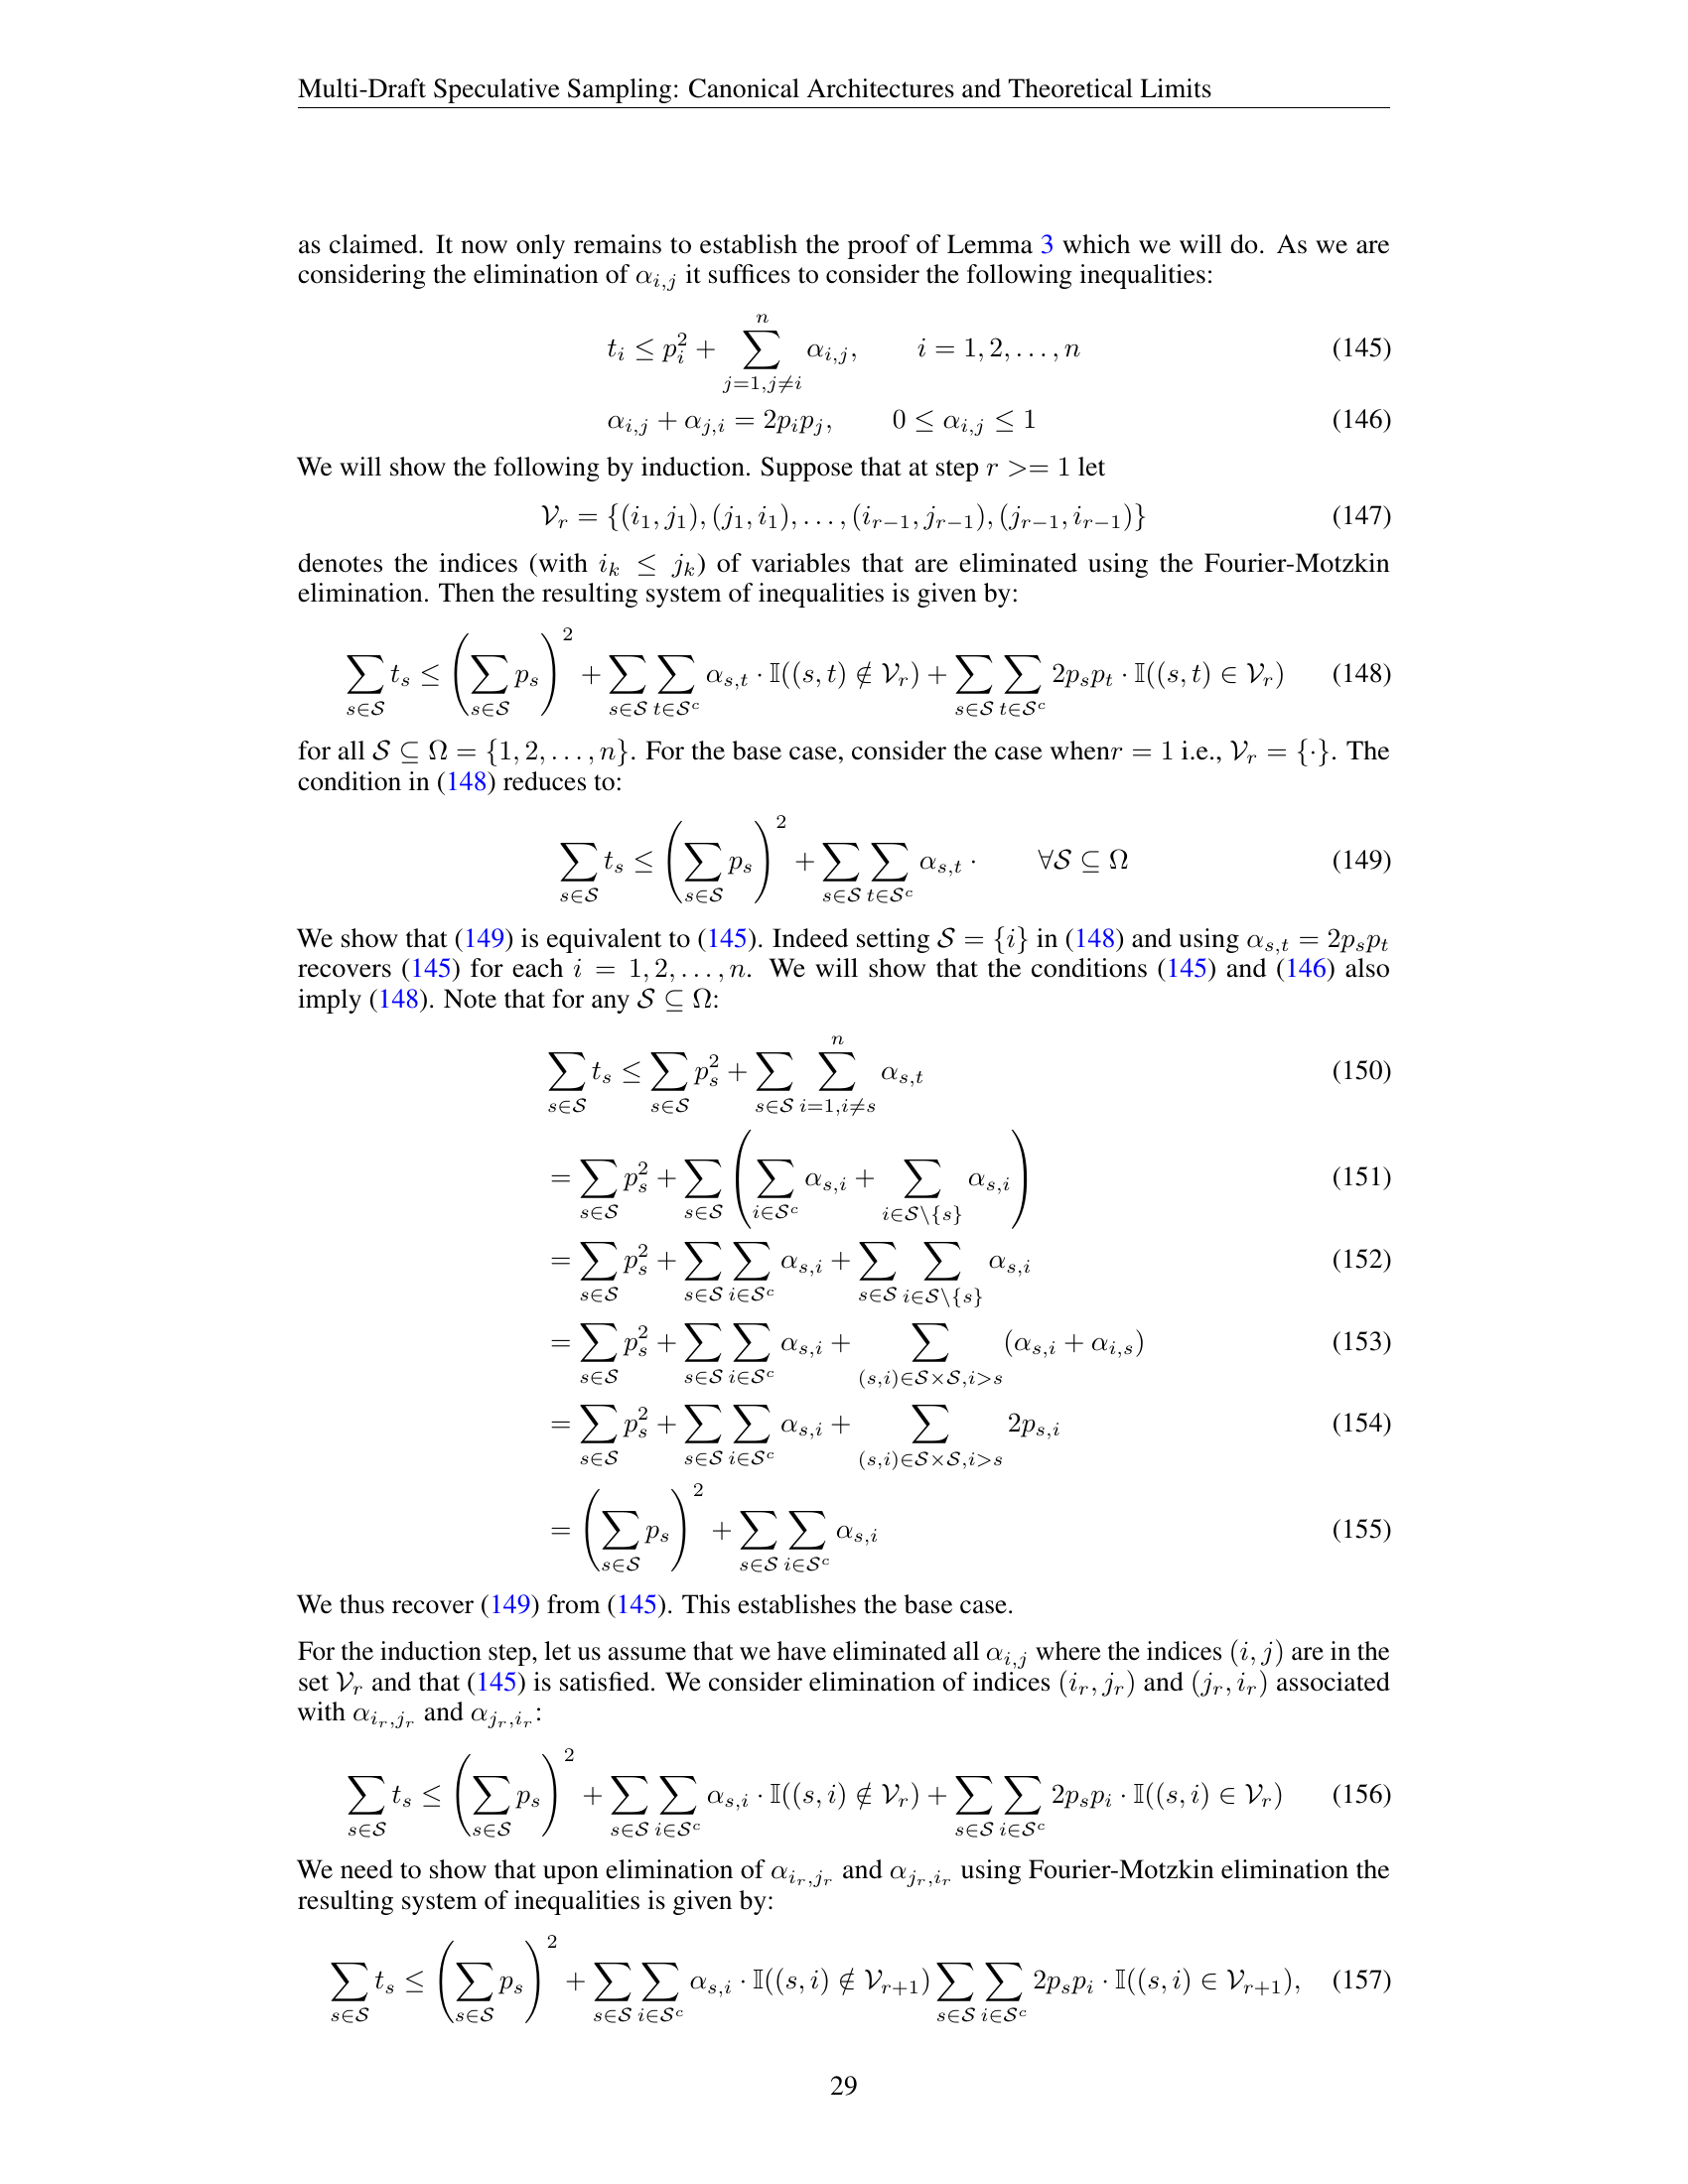 Multi-Draft Speculative Sampling: Canonical Architectures and Theoretical Limits
as claimed. It now only remains to establish the proof of Lemma 3 which we will do. As we are
considering the elimination of $\alpha_{i,j}$ it suffices to consider the following inequalities:
$t_i \leq p_i^2 + \sum_{j=1, j\neq i}^{n} \alpha_{i,j}, \quad i = 1, 2, \ldots, n$ (145)
$\alpha_{i,j} + \alpha_{j,i} = 2p_ip_j, \quad 0 \leq \alpha_{i,j} \leq 1$ (146)
We will show the following by induction. Suppose that at step $r >= 1$ let
$\mathcal{V}_r = \{(i_1, j_1), (j_1, i_1), \ldots, (i_{r-1}, j_{r-1}), (j_{r-1}, i_{r-1})\}$ (147)
denotes the indices (with $i_k \leq j_k$) of variables that are eliminated using the Fourier-Motzkin
elimination. Then the resulting system of inequalities is given by:
$\sum_{s\in\mathcal{S}} t_s \leq \left(\sum_{s\in\mathcal{S}} p_s\right)^2 + \sum_{s\in\mathcal{S}}\sum_{t\in\mathcal{S}^c} \alpha_{s,t} \cdot \mathbb{I}((s,t) \notin \mathcal{V}_r) + \sum_{s\in\mathcal{S}}\sum_{t\in\mathcal{S}^c} 2p_sp_t \cdot \mathbb{I}((s,t) \in \mathcal{V}_r)$ (148)
for all $\mathcal{S} \subseteq \Omega = \{1, 2, \ldots, n\}$. For the base case, consider the case when$r = 1$ i.e., $\mathcal{V}_r = \{\cdot\}$. The
condition in (148) reduces to:
$\sum_{s\in\mathcal{S}} t_s \leq \left(\sum_{s\in\mathcal{S}} p_s\right)^2 + \sum_{s\in\mathcal{S}}\sum_{t\in\mathcal{S}^c} \alpha_{s,t} \cdot \quad \forall \mathcal{S} \subseteq \Omega$ (149)
We show that (149) is equivalent to (145). Indeed setting $\mathcal{S} = \{i\}$ in (148) and using $\alpha_{s,t} = 2p_sp_t$
recovers (145) for each $i = 1, 2, \ldots, n$. We will show that the conditions (145) and (146) also
imply (148). Note that for any $\mathcal{S} \subseteq \Omega$:
$\sum_{s\in\mathcal{S}} t_s \leq \sum_{s\in\mathcal{S}} p_s^2 + \sum_{s\in\mathcal{S}}\sum_{i=1, i\neq s}^{n} \alpha_{s,t}$ (150)
$= \sum_{s\in\mathcal{S}} p_s^2 + \sum_{s\in\mathcal{S}} \left(\sum_{i\in\mathcal{S}^c} \alpha_{s,i} + \sum_{i\in\mathcal{S}\setminus\{s\}} \alpha_{s,i}\right)$ (151)
$= \sum_{s\in\mathcal{S}} p_s^2 + \sum_{s\in\mathcal{S}}\sum_{i\in\mathcal{S}^c} \alpha_{s,i} + \sum_{s\in\mathcal{S}}\sum_{i\in\mathcal{S}\setminus\{s\}} \alpha_{s,i}$ (152)
$= \sum_{s\in\mathcal{S}} p_s^2 + \sum_{s\in\mathcal{S}}\sum_{i\in\mathcal{S}^c} \alpha_{s,i} + \sum_{(s,i)\in\mathcal{S}\times\mathcal{S}, i>s} (\alpha_{s,i} + \alpha_{i,s})$ (153)
$= \sum_{s\in\mathcal{S}} p_s^2 + \sum_{s\in\mathcal{S}}\sum_{i\in\mathcal{S}^c} \alpha_{s,i} + \sum_{(s,i)\in\mathcal{S}\times\mathcal{S}, i>s} 2p_{s,i}$ (154)
$= \left(\sum_{s\in\mathcal{S}} p_s\right)^2 + \sum_{s\in\mathcal{S}}\sum_{i\in\mathcal{S}^c} \alpha_{s,i}$ (155)
We thus recover (149) from (145). This establishes the base case.
For the induction step, let us assume that we have eliminated all $\alpha_{i,j}$ where the indices $(i, j)$ are in the
set $\mathcal{V}_r$ and that (145) is satisfied. We consider elimination of indices $(i_r, j_r)$ and $(j_r, i_r)$ associated
with $\alpha_{i_r,j_r}$ and $\alpha_{j_r,i_r}$:
$\sum_{s\in\mathcal{S}} t_s \leq \left(\sum_{s\in\mathcal{S}} p_s\right)^2 + \sum_{s\in\mathcal{S}}\sum_{i\in\mathcal{S}^c} \alpha_{s,i} \cdot \mathbb{I}((s,i) \notin \mathcal{V}_r) + \sum_{s\in\mathcal{S}}\sum_{i\in\mathcal{S}^c} 2p_sp_i \cdot \mathbb{I}((s,i) \in \mathcal{V}_r)$ (156)
We need to show that upon elimination of $\alpha_{i_r,j_r}$ and $\alpha_{j_r,i_r}$ using Fourier-Motzkin elimination the
resulting system of inequalities is given by:
$\sum_{s\in\mathcal{S}} t_s \leq \left(\sum_{s\in\mathcal{S}} p_s\right)^2 + \sum_{s\in\mathcal{S}}\sum_{i\in\mathcal{S}^c} \alpha_{s,i} \cdot \mathbb{I}((s,i) \notin \mathcal{V}_{r+1}) \sum_{s\in\mathcal{S}}\sum_{i\in\mathcal{S}^c} 2p_sp_i \cdot \mathbb{I}((s,i) \in \mathcal{V}_{r+1}),$ (157)
29